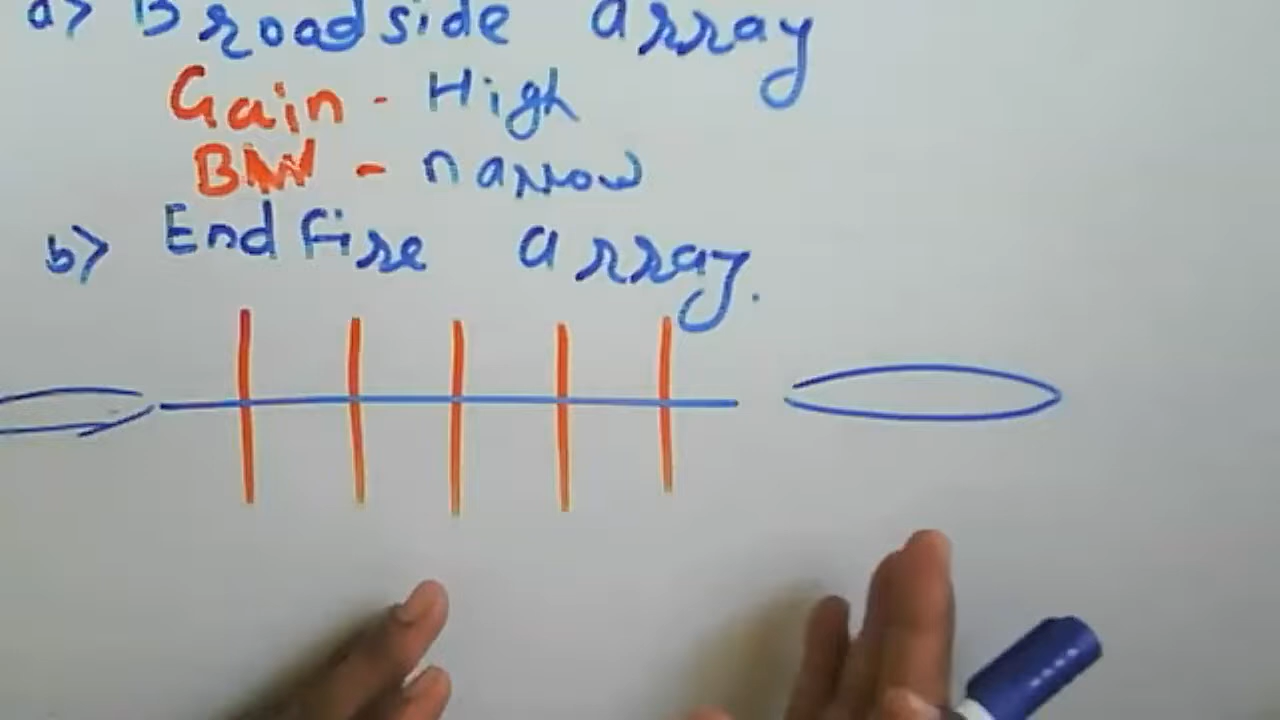 a> Broadside array
Gain - High
BW - narrow
b> End fire array.